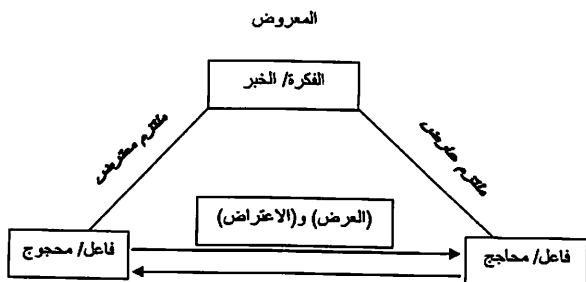 المعروض
الفكرة/ الخبر
ملتزم عارض
ملتزم معترض
(العرض) و(الاعتراض)
فاعل/ محاجج
فاعل/ محجوج